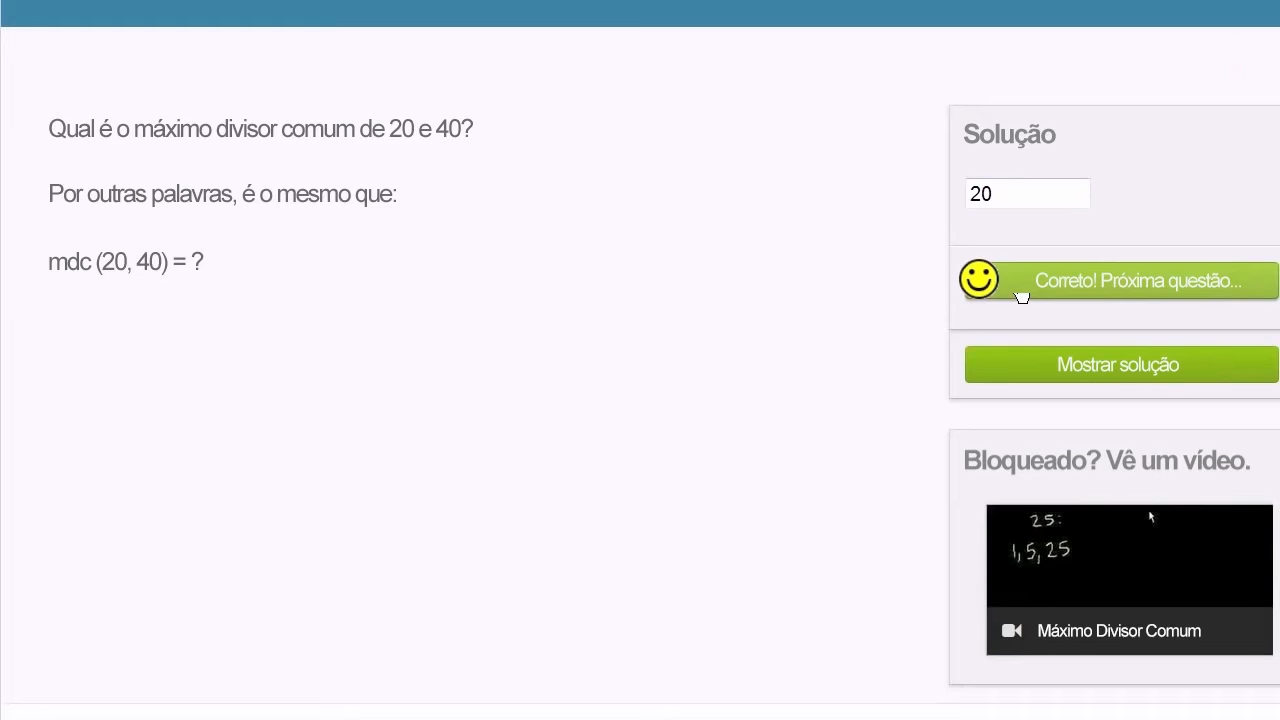 Qual é o máximo divisor comum de 20 e 40?
Por outras palavras, é o mesmo que:
mdc (20, 40) = ?
Solução
20
Correto! Próxima questão...
Mostrar solução
Bloqueado? Vê um vídeo.
25:
1, 5, 25
Máximo Divisor Comum